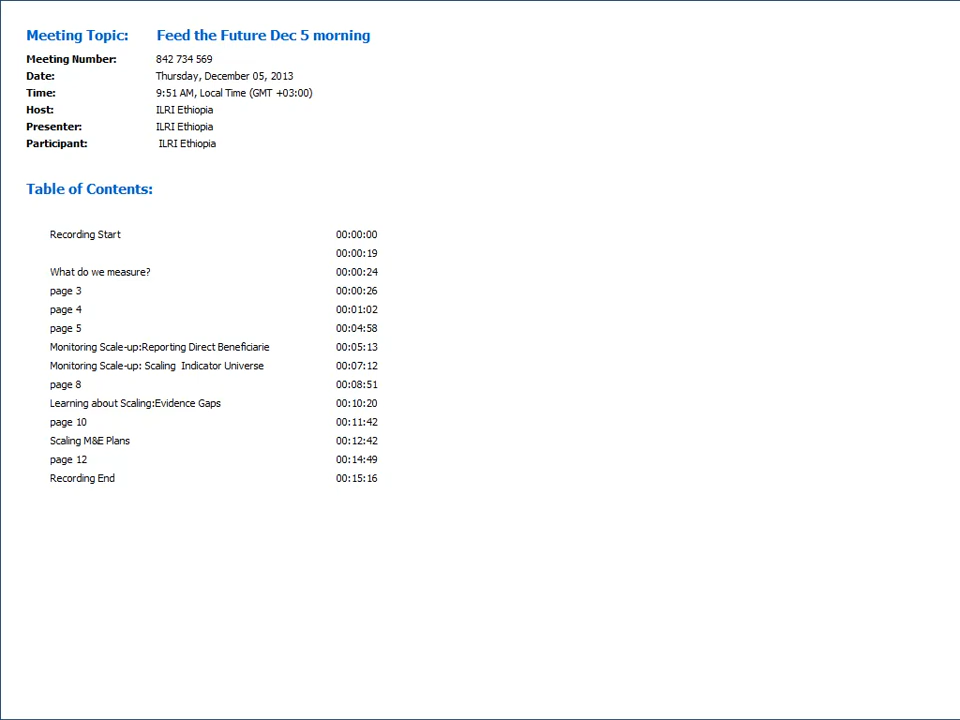 Meeting Topic: Feed the Future Dec 5 morning
Meeting Number: 842 734 569
Date: Thursday, December 05, 2013
Time: 9:51 AM, Local Time (GMT +03:00)
Host: ILRI Ethiopia
Presenter: ILRI Ethiopia
Participant: ILRI Ethiopia
Table of Contents:
Recording Start 00:00:00
00:00:19
What do we measure? 00:00:24
page 3 00:00:26
page 4 00:01:02
page 5 00:04:58
Monitoring Scale-up:Reporting Direct Beneficiarie 00:05:13
Monitoring Scale-up: Scaling  Indicator Universe 00:07:12
page 8 00:08:51
Learning about Scaling:Evidence Gaps 00:10:20
page 10 00:11:42
Scaling M&E Plans 00:12:42
page 12 00:14:49
Recording End 00:15:16